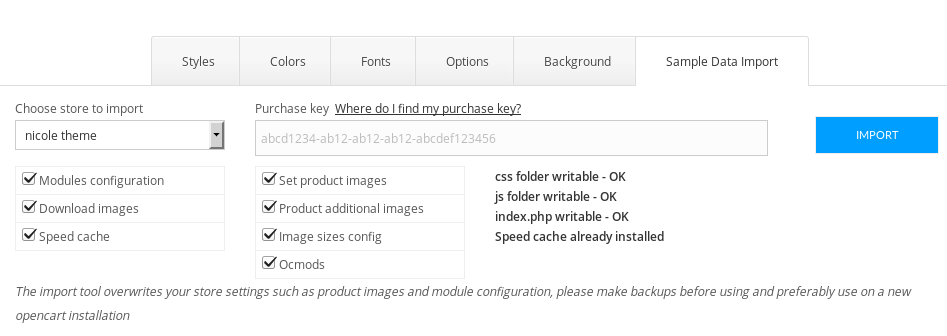 Styles Colors Fonts Options Background Sample Data Import
Choose store to import
nicole theme
Purchase key Where do I find my purchase key?
abcd1234-ab12-ab12-ab12-abcdef123456
IMPORT
Modules configuration
Download images
Speed cache
Set product images
Product additional images
Image sizes config
Ocmods
css folder writable - OK
js folder writable - OK
index.php writable - OK
Speed cache already installed
The import tool overwrites your store settings such as product images and module configuration, please make backups before using and preferably use on a new
opencart installation